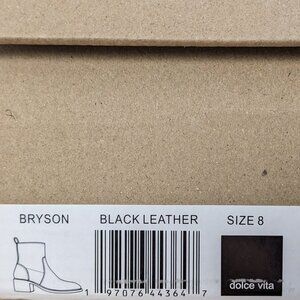 BRYSON BLACK LEATHER SIZE 8
dolce vita
1 97076 44364 7